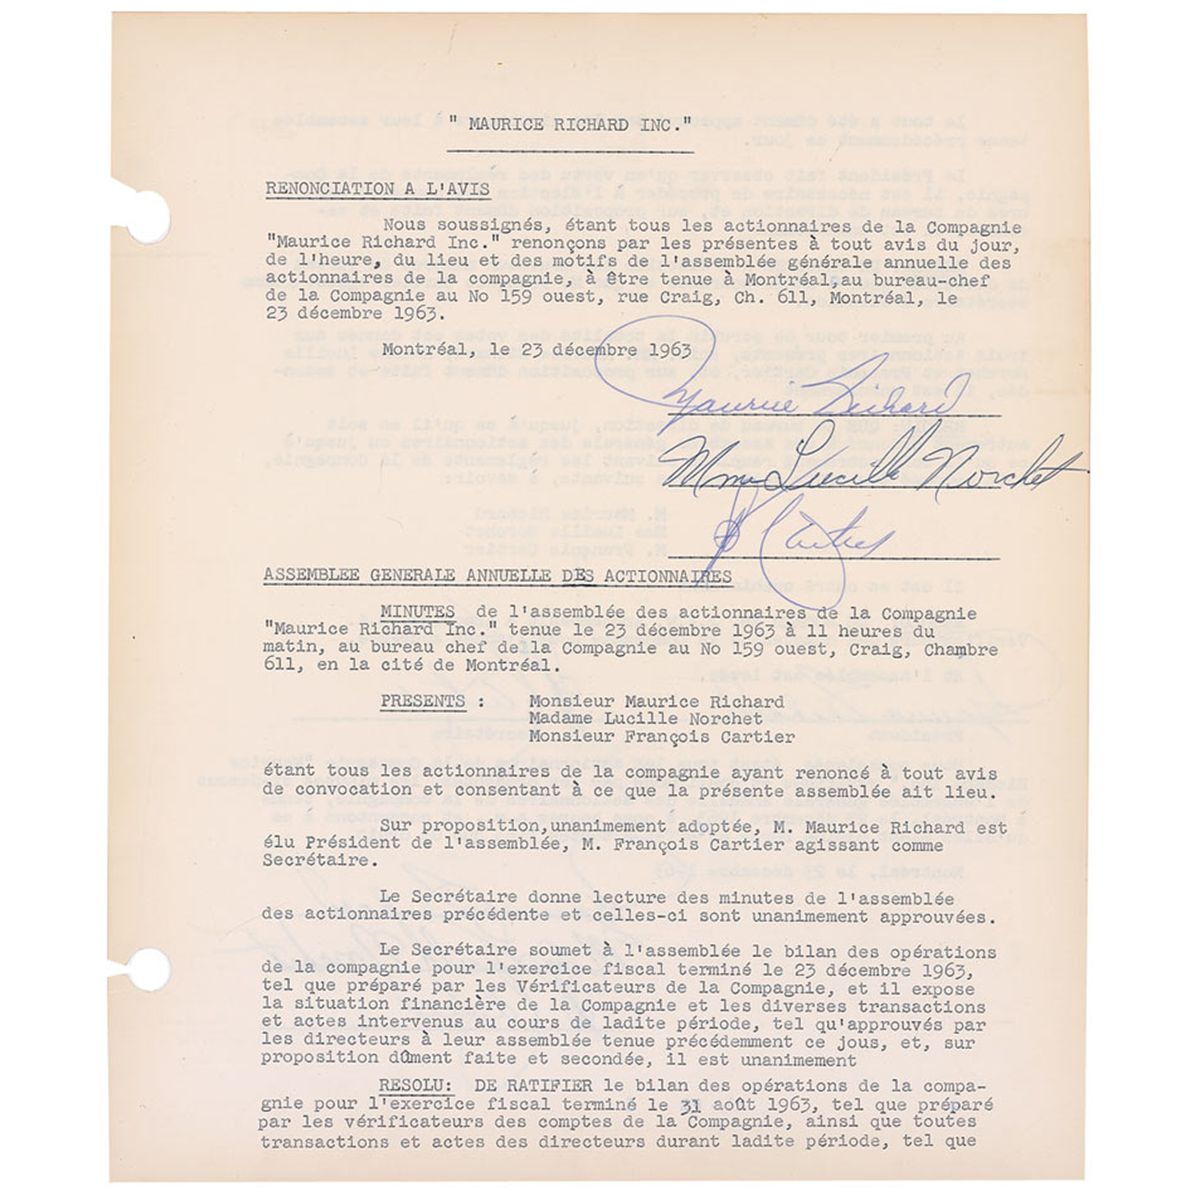 " MAURICE RICHARD INC."
RENONCIATION A L'AVIS
Nous soussignés, étant tous les actionnaires de la Compagnie
"Maurice Richard Inc." renonçons par les présentes à tout avis du jour,
de l'heure, du lieu et des motifs de l'assemblée générale annuelle des
actionnaires de la compagnie, à être tenue à Montréal,au bureau-chef
de la Compagnie au No 159 ouest, rue Craig, Ch. 611, Montréal, le
23 décembre 1963.
Montréal, le 23 décembre 1963
Maurice Richard
Mme Lucille Norchet
F Cartier
ASSEMBLEE GENERALE ANNUELLE DES ACTIONNAIRES
MINUTES de l'assemblée des actionnaires de la Compagnie
"Maurice Richard Inc." tenue le 23 décembre 1963 à 11 heures du
matin, au bureau chef de la Compagnie au No 159 ouest, Craig, Chambre
611, en la cité de Montréal.
PRESENTS : Monsieur Maurice Richard
Madame Lucille Norchet
Monsieur François Cartier
étant tous les actionnaires de la compagnie ayant renoncé à tout avis
de convocation et consentant à ce que la présente assemblée ait lieu.
Sur proposition,unanimement adoptée, M. Maurice Richard est
élu Président de l'assemblée, M. François Cartier agissant comme
Secrétaire.
Le Secrétaire donne lecture des minutes de l'assemblée
des actionnaires précédente et celles-ci sont unanimement approuvées.
Le Secrétaire soumet à l'assemblée le bilan des opérations
de la compagnie pour l'exercice fiscal terminé le 23 décembre 1963,
tel que préparé par les Vérificateurs de la Compagnie, et il expose
la situation financière de la Compagnie et les diverses transactions
et actes intervenus au cours de ladite période, tel qu'approuvés par
les directeurs à leur assemblée tenue précédemment ce jous, et, sur
proposition dûment faite et secondée, il est unanimement
RESOLU: DE RATIFIER le bilan des opérations de la compa-
gnie pour l'exercice fiscal terminé le 31 août 1963, tel que préparé
par les vérificateurs des comptes de la Compagnie, ainsi que toutes
transactions et actes des directeurs durant ladite période, tel que